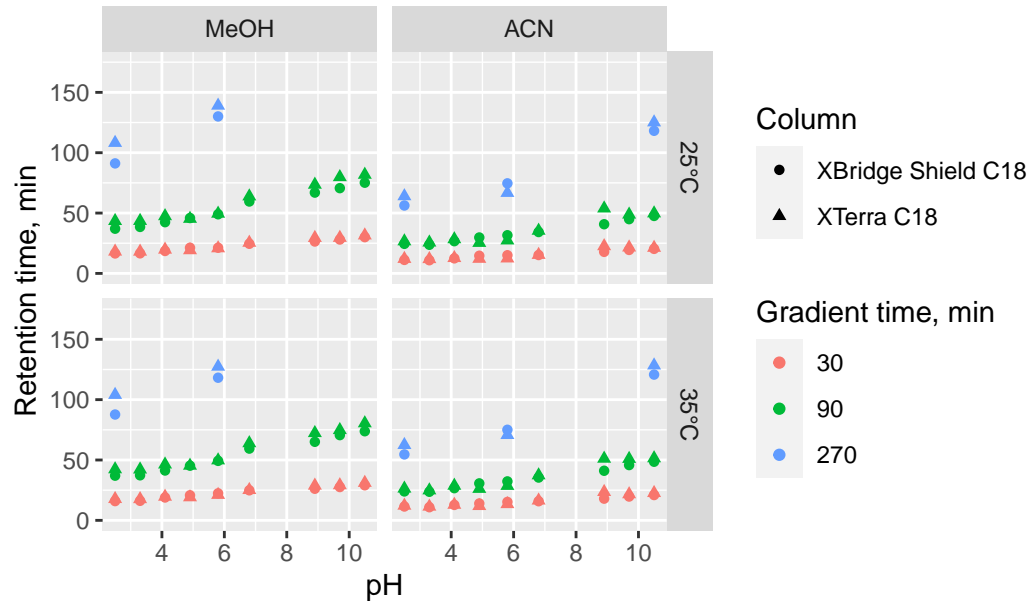 MeOH
ACN
150
100
50
0
25°C
150
100
50
0
35°C
4
6
8
10
4
6
8
10
pH
Retention time, min
Column
XBridge Shield C18
XTerra C18
Gradient time, min
30
90
270